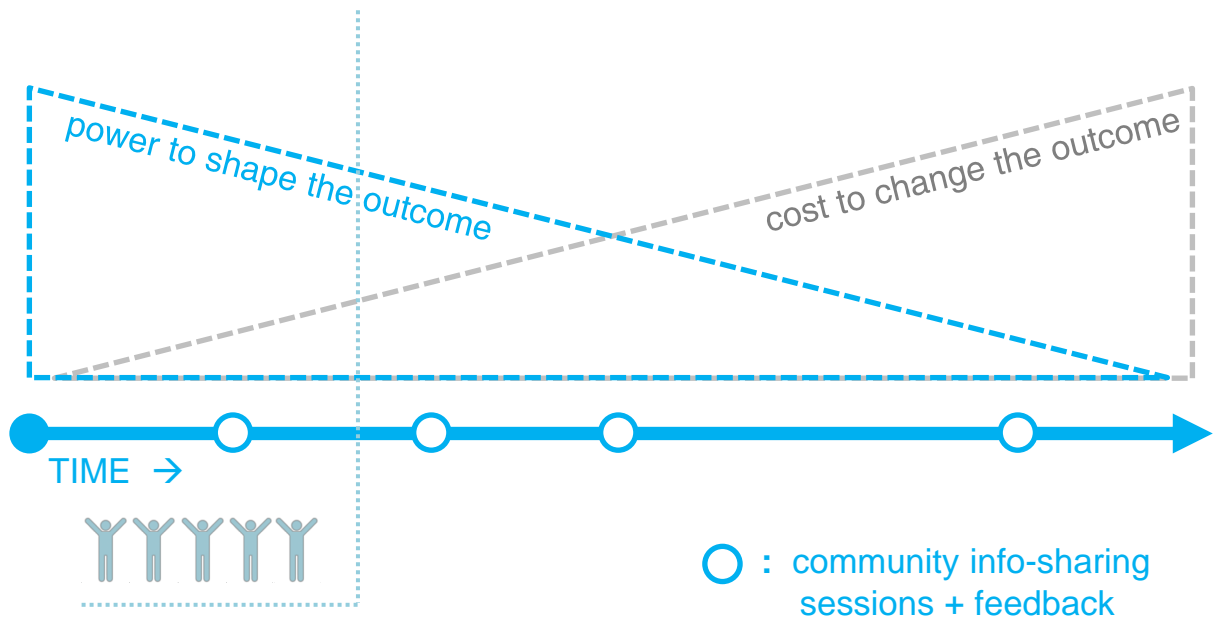 power to shape the outcome
cost to change the outcome
TIME →
: community info-sharing
sessions + feedback